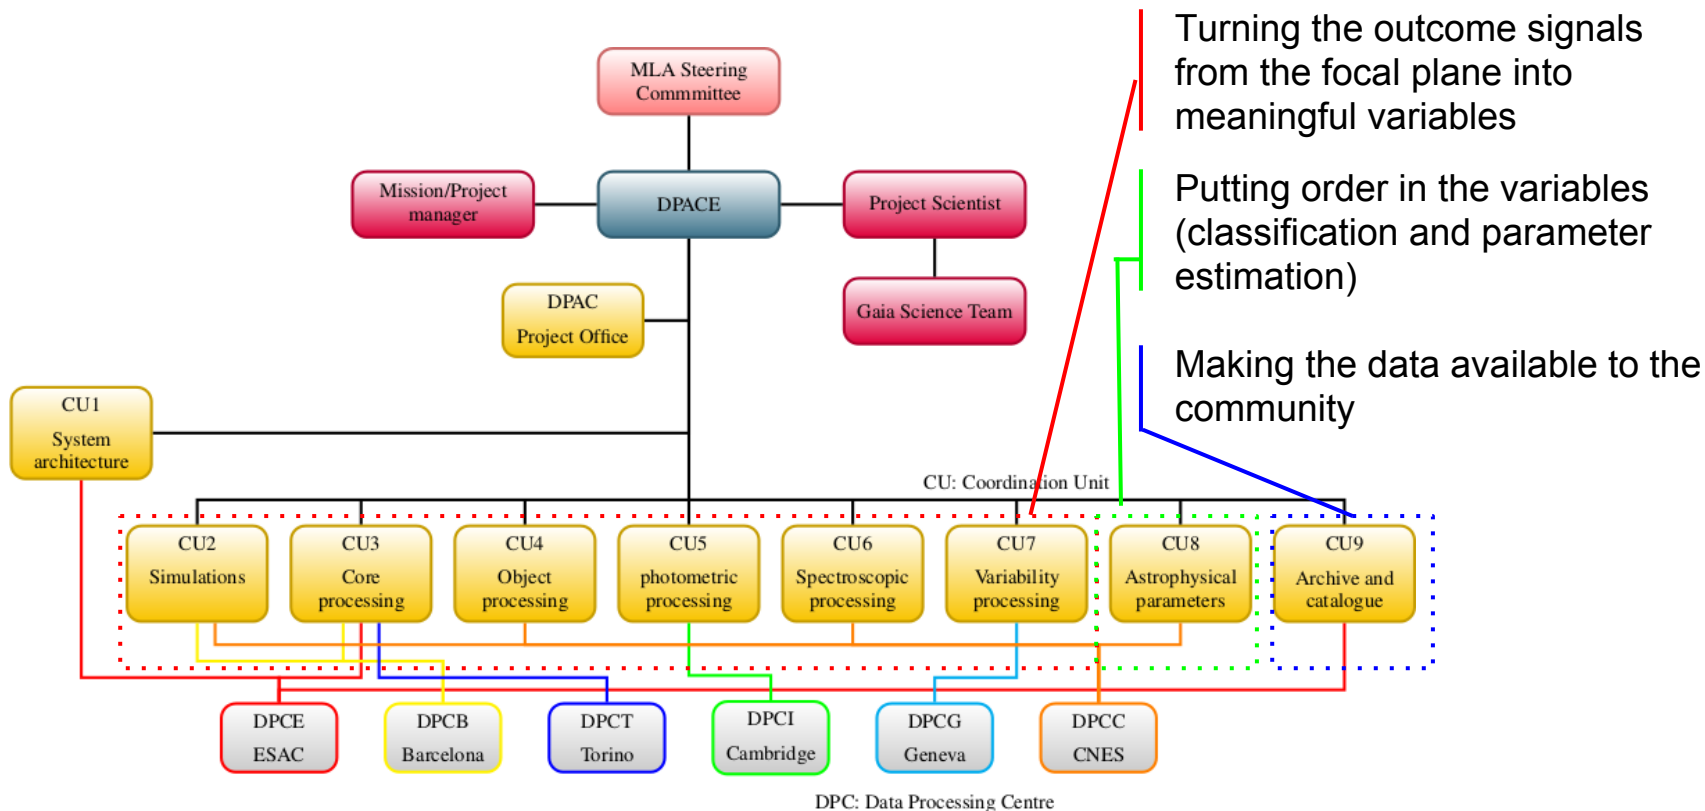 Turning the outcome signals
from the focal plane into
meaningful variables
Putting order in the variables
(classification and parameter
estimation)
Making the data available to the
community
MLA Steering
Commmittee
Mission/Project
manager
DPACE
Project Scientist
DPAC
Project Office
Gaia Science Team
CU1
System
architecture
CU: Coordination Unit
CU2
Simulations
CU3
Core
processing
CU4
Object
processing
CU5
photometric
processing
CU6
Spectroscopic
processing
CU7
Variability
processing
CU8
Astrophysical
parameters
CU9
Archive and
catalogue
DPCE
ESAC
DPCB
Barcelona
DPCT
Torino
DPCI
Cambridge
DPCG
Geneva
DPCC
CNES
DPC: Data Processing Centre